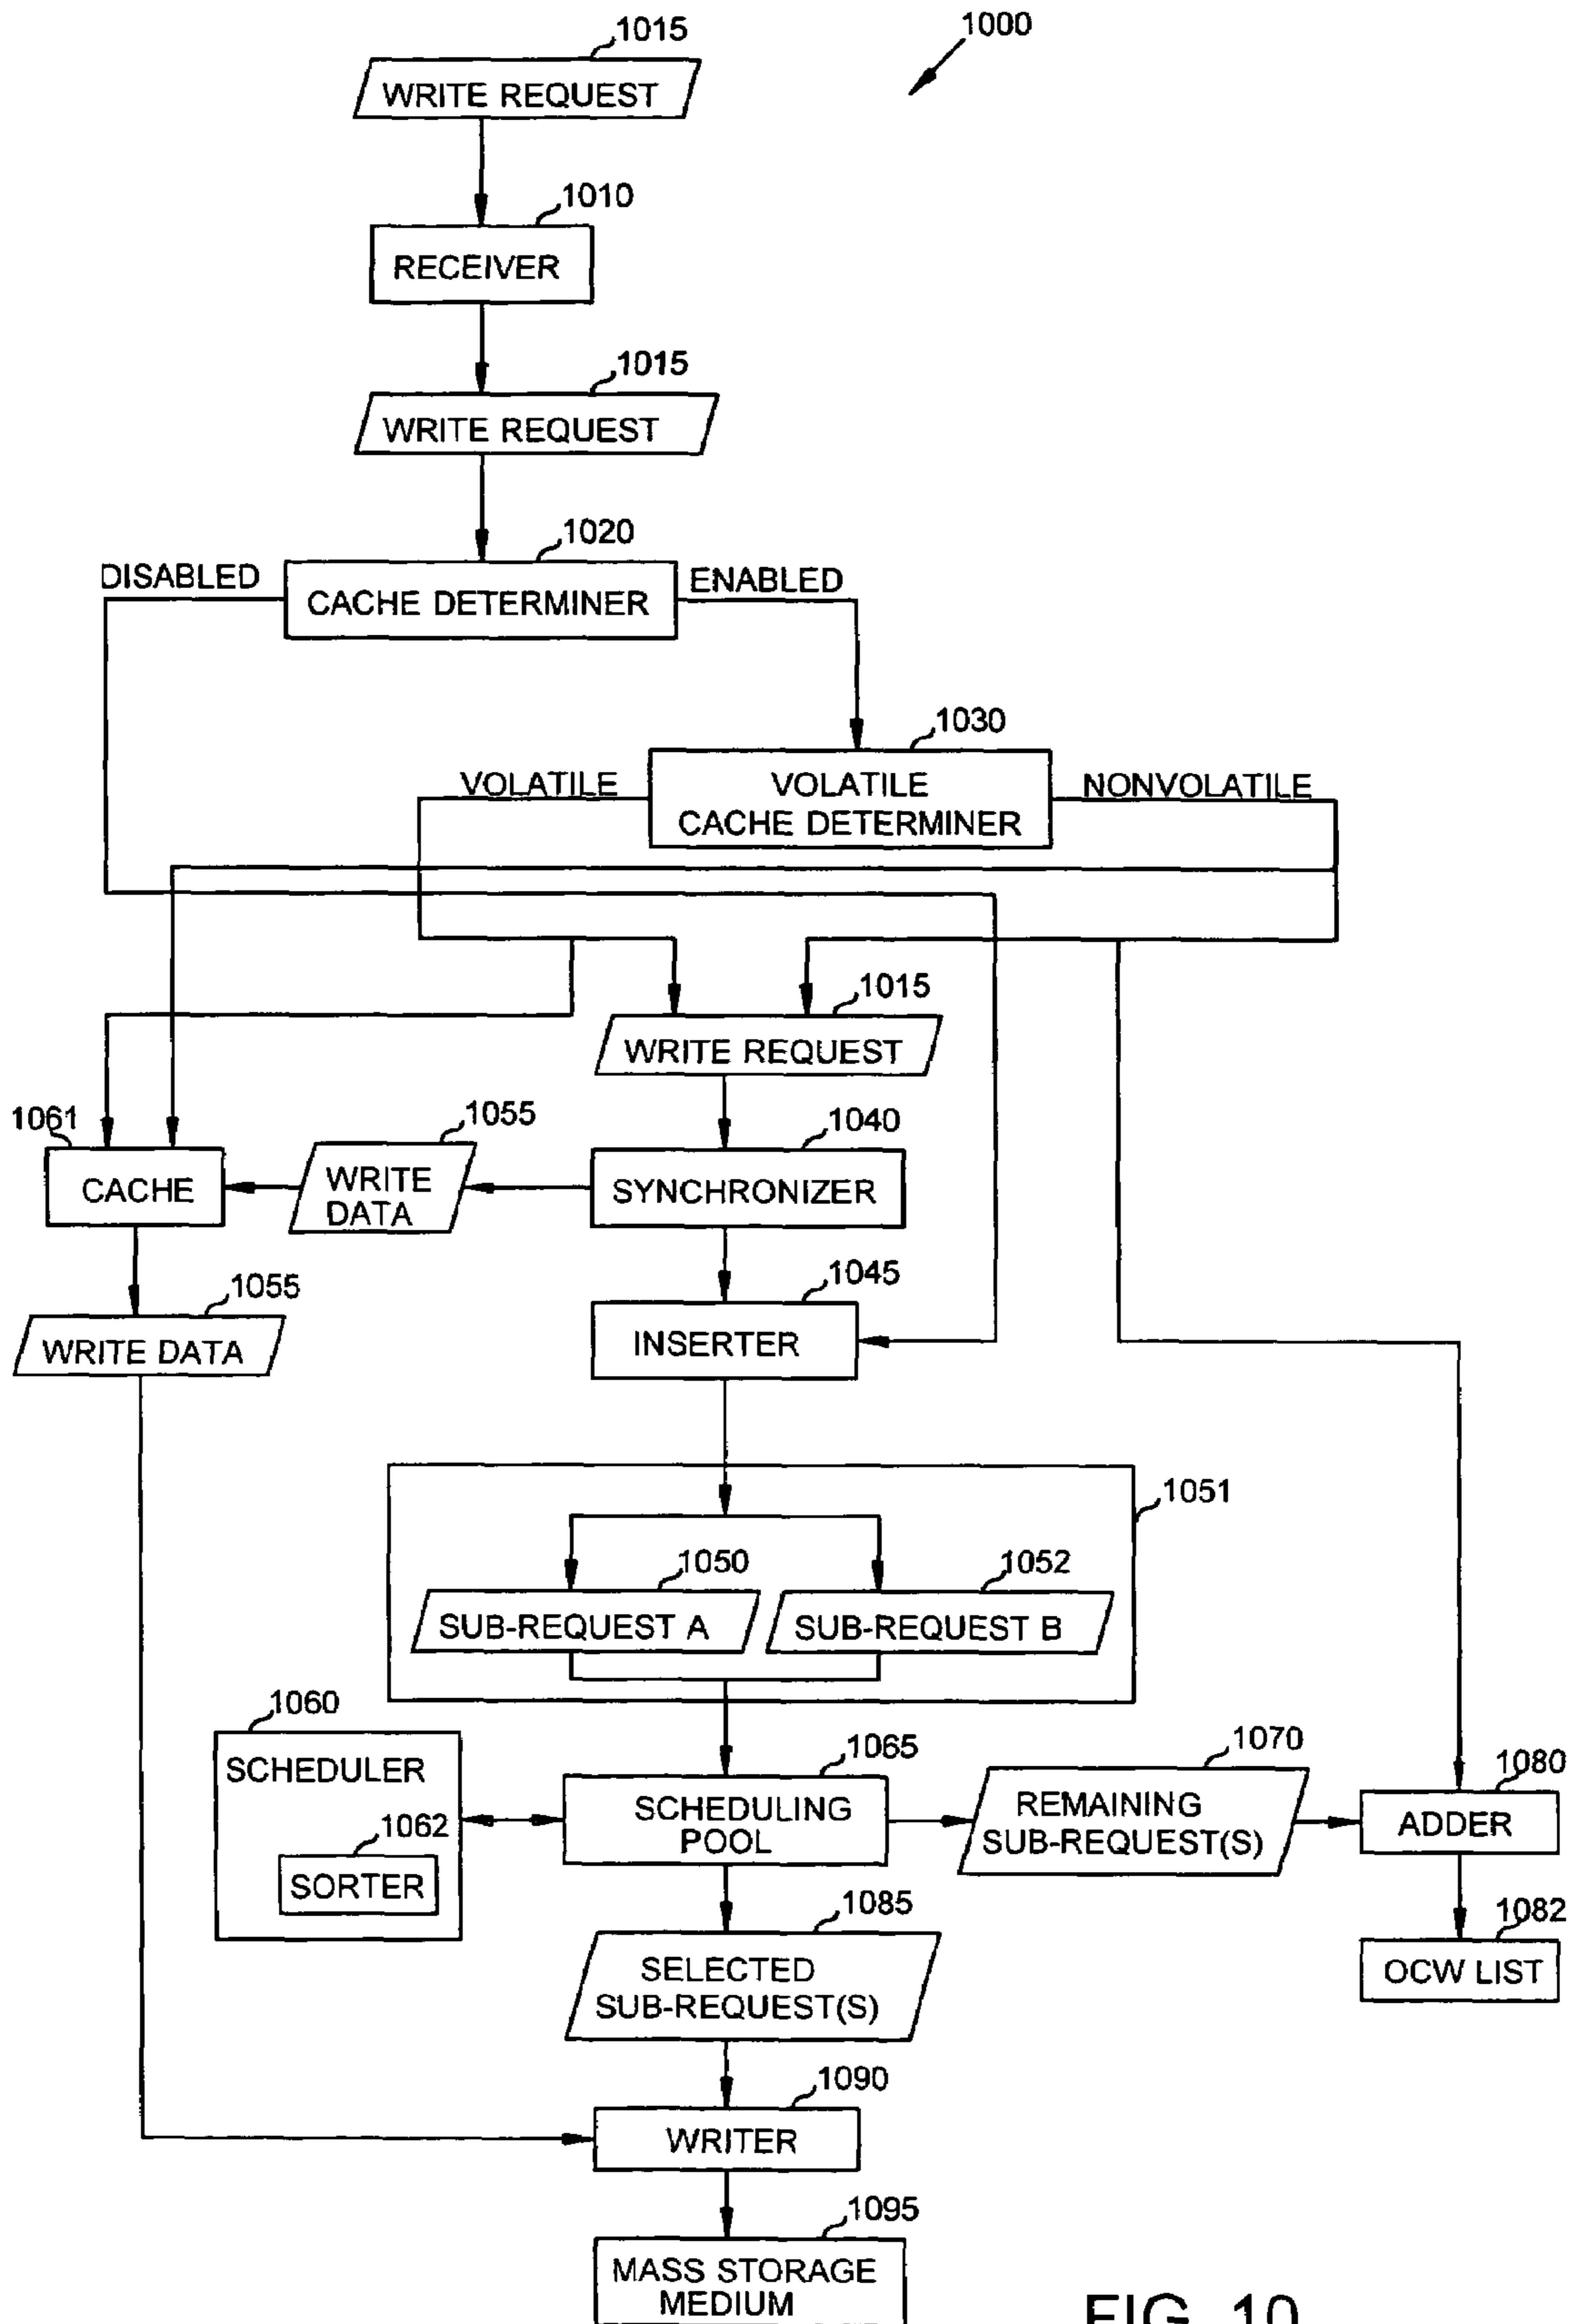 1015
1000
WRITE REQUEST
1010
RECEIVER
1015
WRITE REQUEST
1020
DISABLED
CACHE DETERMINER
ENABLED
1030
VOLATILE
VOLATILE
CACHE DETERMINER
NONVOLATILE
1015
WRITE REQUEST
1061
CACHE
1055
WRITE
DATA
1040
SYNCHRONIZER
1055
WRITE DATA
1045
INSERTER
1051
1050
SUB-REQUEST A
1052
SUB-REQUEST B
1060
SCHEDULER
1062
SORTER
1065
SCHEDULING
POOL
1070
REMAINING
SUB-REQUEST(S)
1080
ADDER
1085
SELECTED
SUB-REQUEST(S)
1082
OCW LIST
1090
WRITER
1095
MASS STORAGE
MEDIUM
FIG. 10